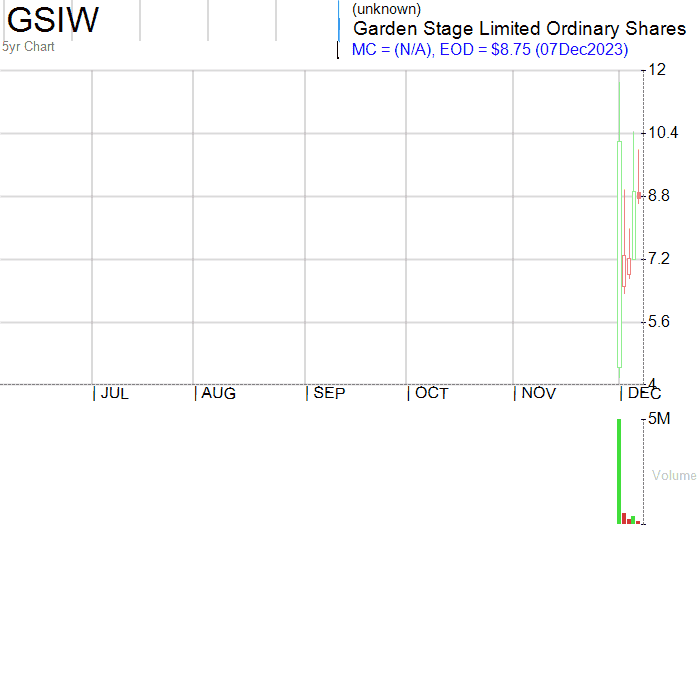 GSIW
5yr Chart
(unknown)
Garden Stage Limited Ordinary Shares
MC = (N/A), EOD = $8.75 (07Dec2023)
12
10.4
8.8
7.2
5.6
4
JUL
AUG
SEP
OCT
NOV
DEC
5M
Volume